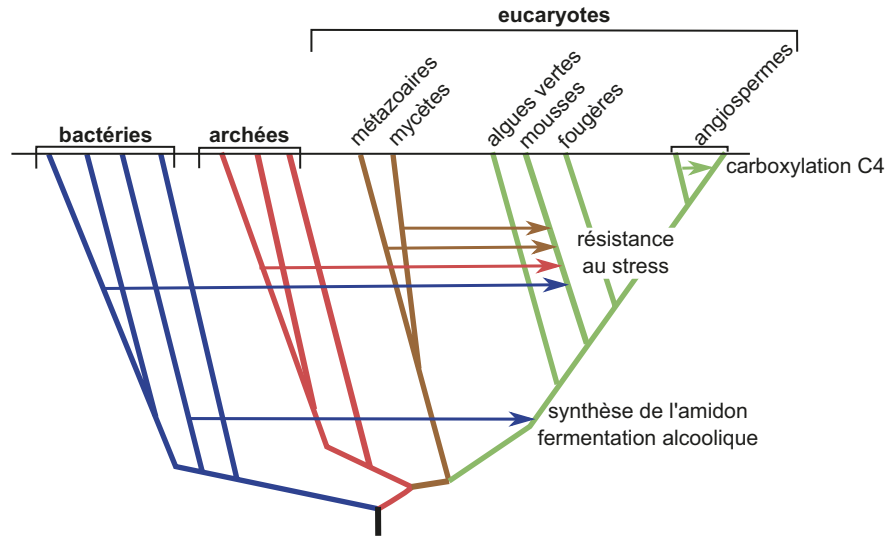 eucaryotes
bactéries
archées
métazoaires
mycètes
algues vertes
mousses
fougères
angiospermes
carboxylation C4
résistance
au stress
synthèse de l'amidon
fermentation alcoolique